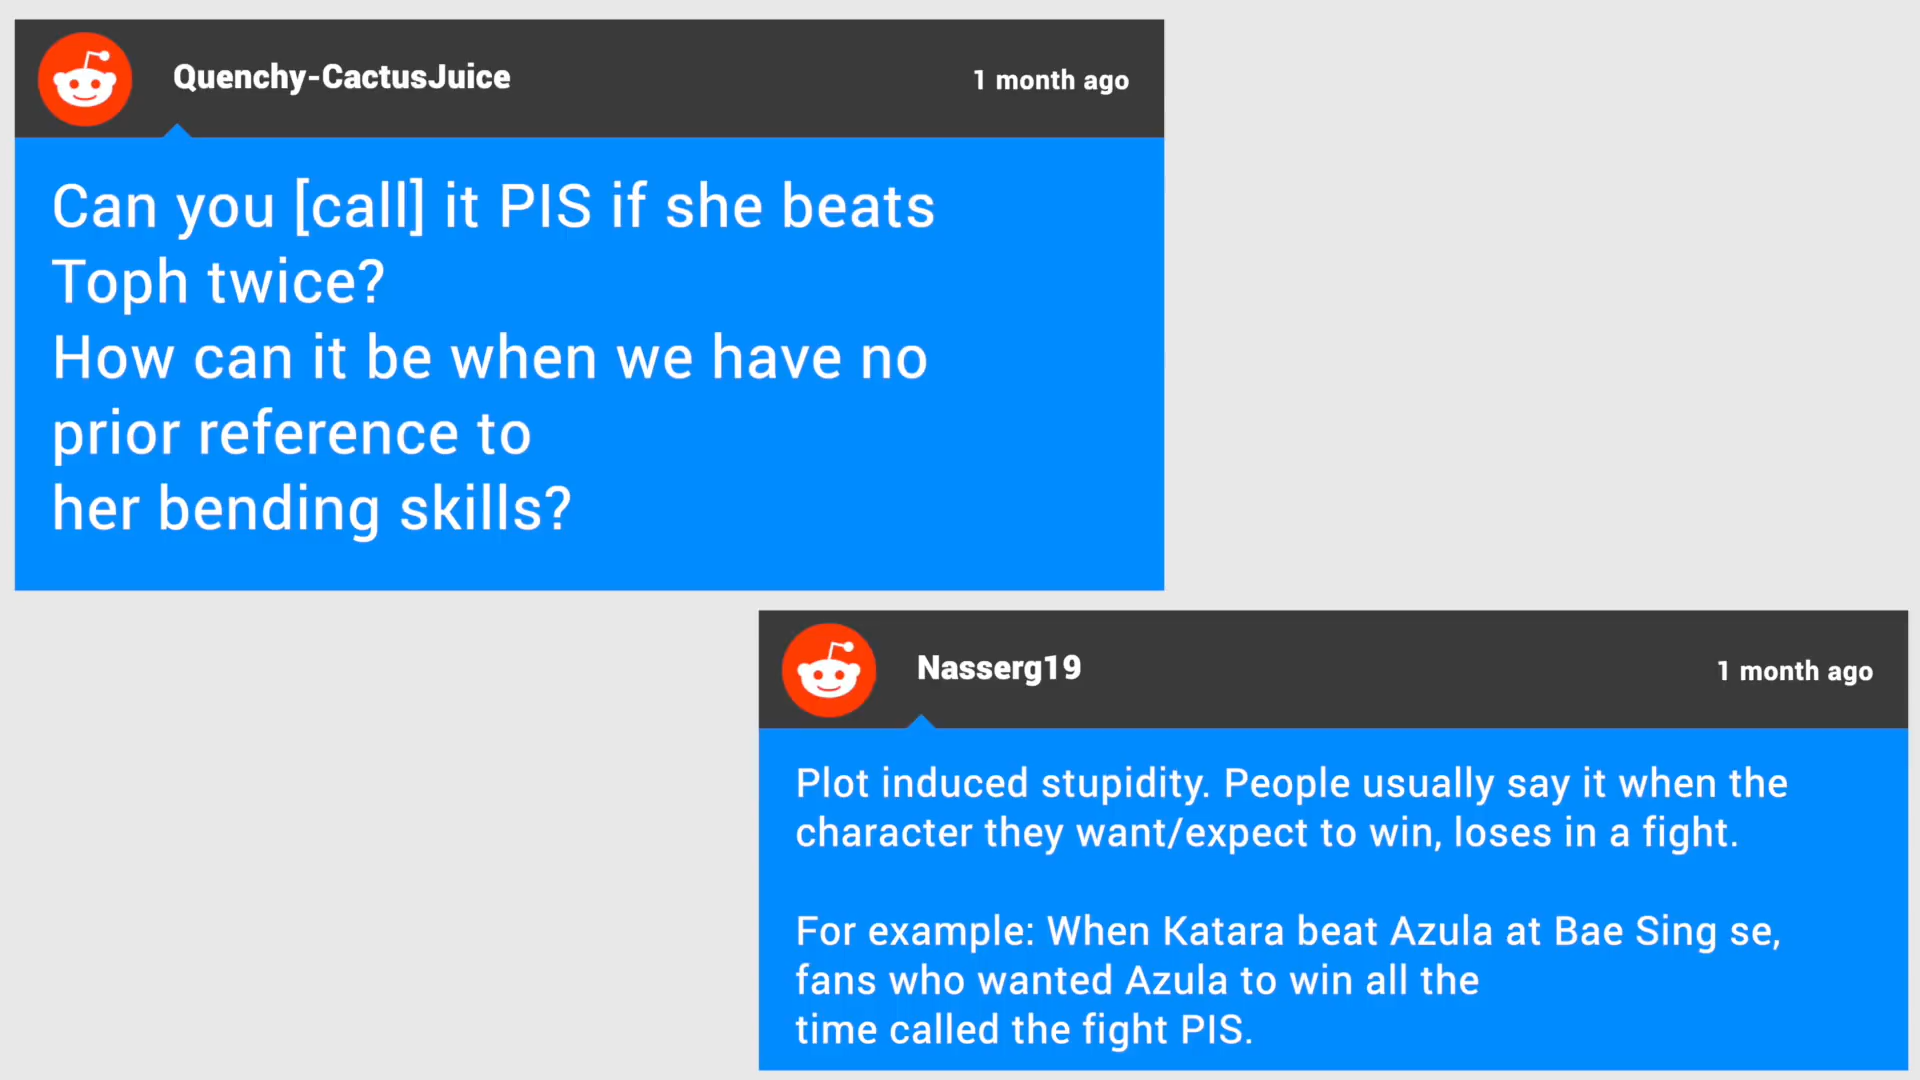 Quenchy-CactusJuice
1 month ago
Can you [call] it PIS if she beats
Toph twice?
How can it be when we have no
prior reference to
her bending skills?
Nasserg19
1 month ago
Plot induced stupidity. People usually say it when the
character they want/expect to win, loses in a fight.
For example: When Katara beat Azula at Bae Sing se,
fans who wanted Azula to win all the
time called the fight PIS.